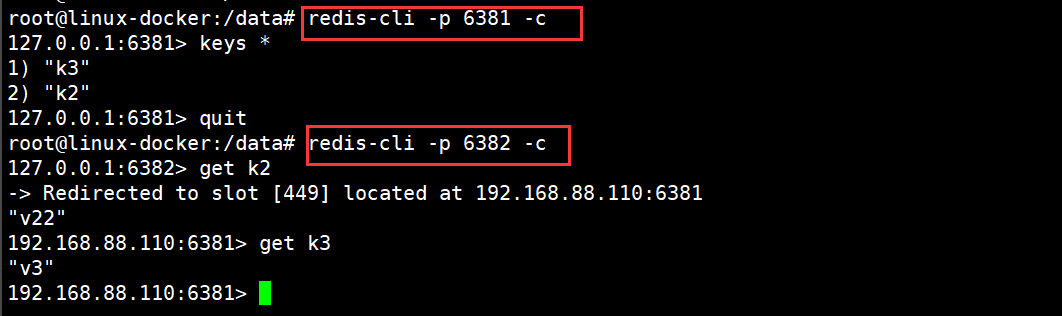 root@linux-docker:/data# redis-cli -p 6381 -c
127.0.0.1:6381> keys *
1) "k3"
2) "k2"
127.0.0.1:6381> quit
root@linux-docker:/data# redis-cli -p 6382 -c
127.0.0.1:6382> get k2
-> Redirected to slot [449] located at 192.168.88.110:6381
"v22"
192.168.88.110:6381> get k3
"v3"
192.168.88.110:6381>